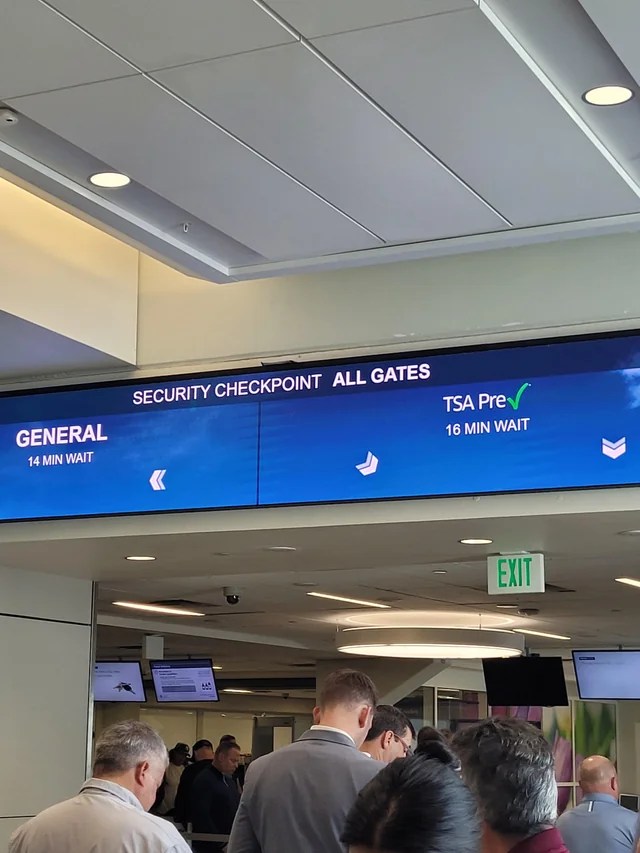 SECURITY CHECKPOINT ALL GATES
GENERAL
14 MIN WAIT
TSA Pre✓
16 MIN WAIT
EXIT